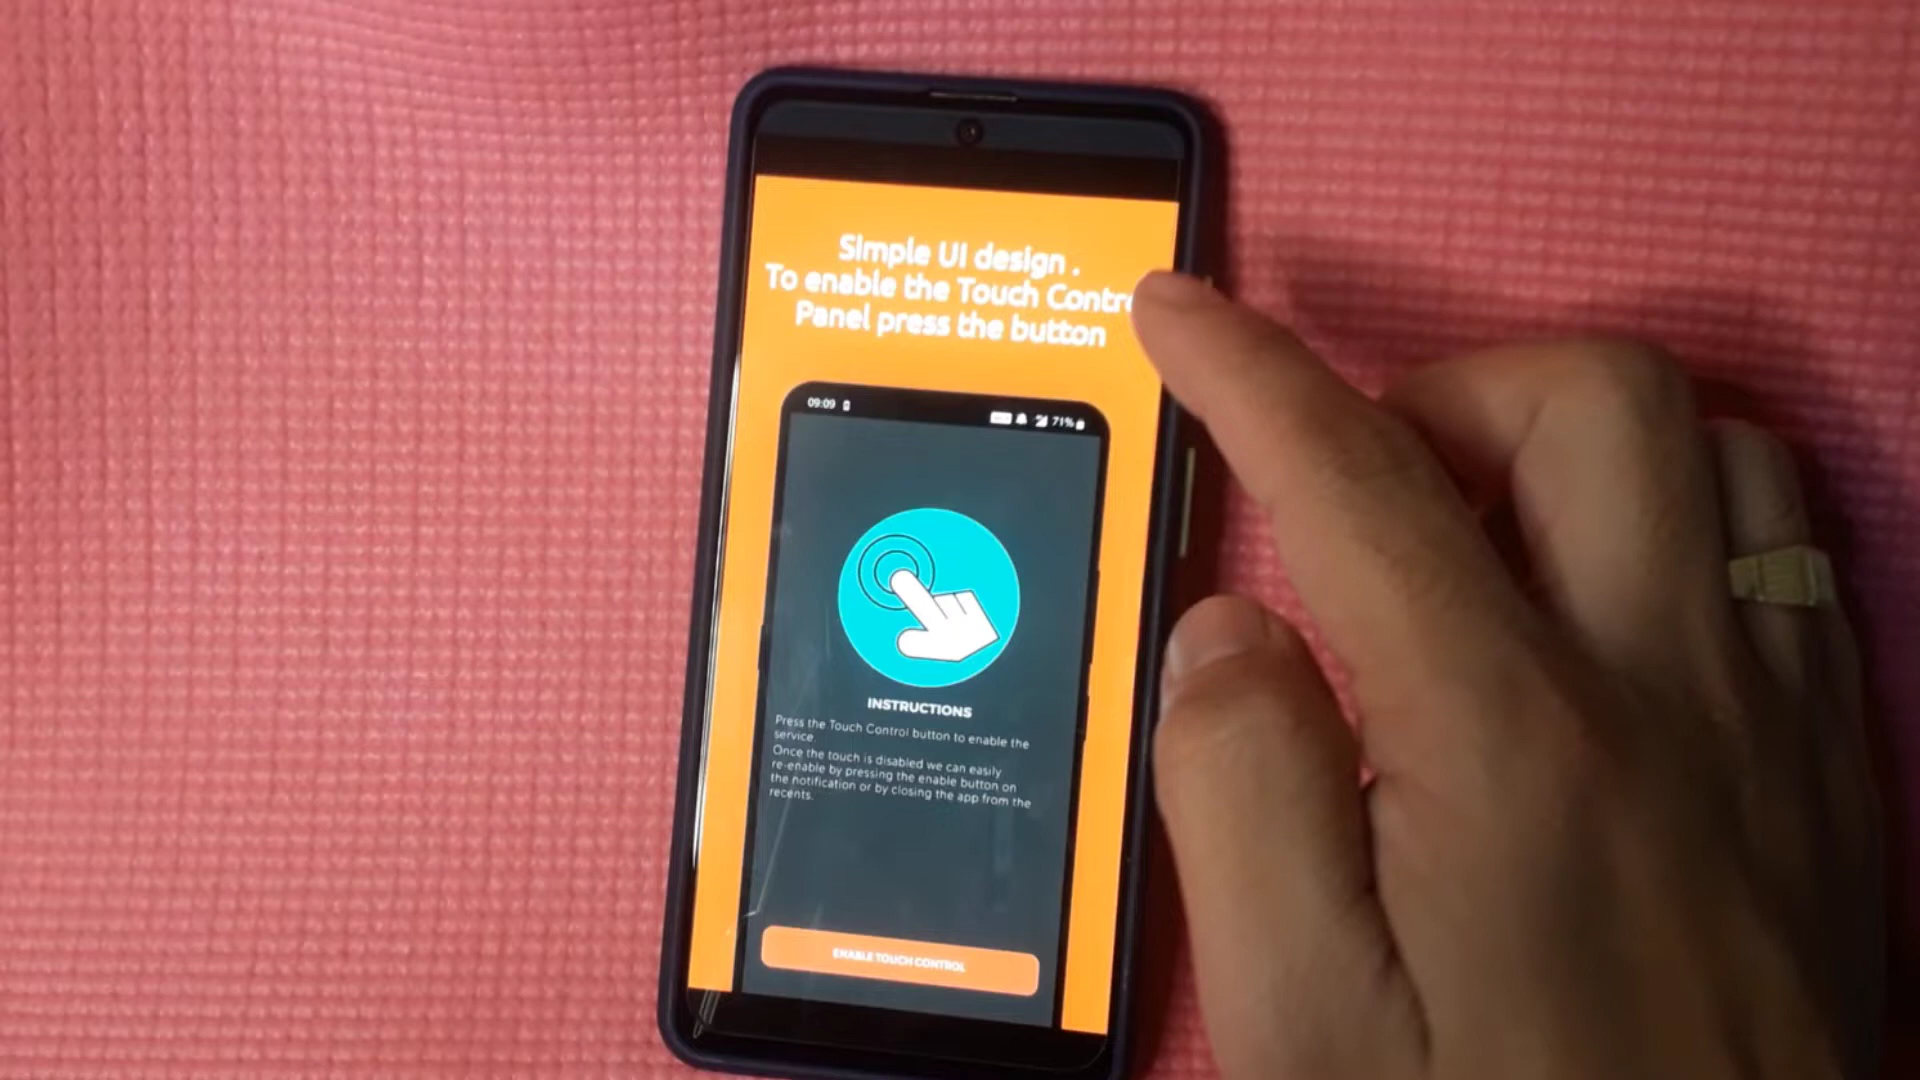 Simple UI design .
To enable the Touch Contro
Panel press the button
09:09 71%
INSTRUCTIONS
Press the Touch Control button to enable the
service
Once the touch is disabled we can easily
re-enable by pressing the enable button on
the notification or by closing the app from the
recents.
ENABLE TOUCH CONTROL